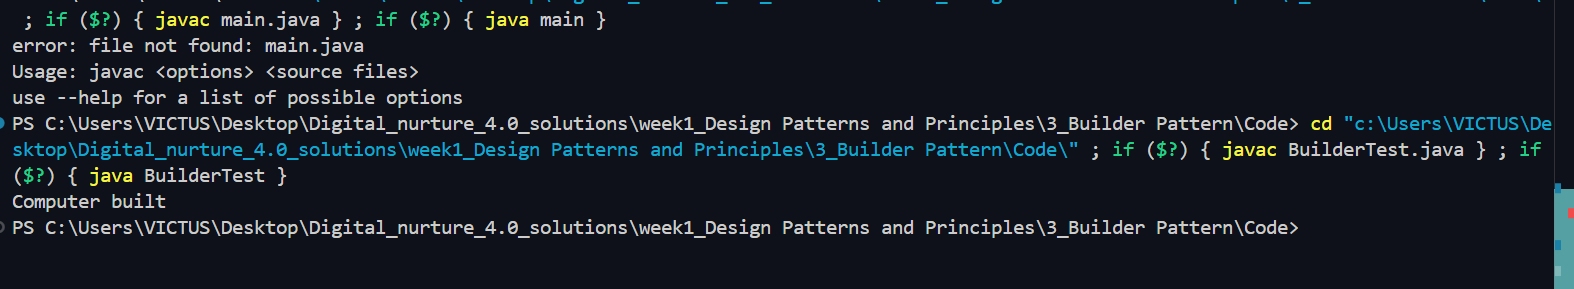 ; if ($?) { javac main.java } ; if ($?) { java main }
error: file not found: main.java
Usage: javac <options> <source files>
use --help for a list of possible options
PS C:\Users\VICTUS\Desktop\Digital_nurture_4.0_solutions\week1_Design Patterns and Principles\3_Builder Pattern\Code> cd "c:\Users\VICTUS\De
sktop\Digital_nurture_4.0_solutions\week1_Design Patterns and Principles\3_Builder Pattern\Code\" ; if ($?) { javac BuilderTest.java } ; if
($?) { java BuilderTest }
Computer built
PS C:\Users\VICTUS\Desktop\Digital_nurture_4.0_solutions\week1_Design Patterns and Principles\3_Builder Pattern\Code>